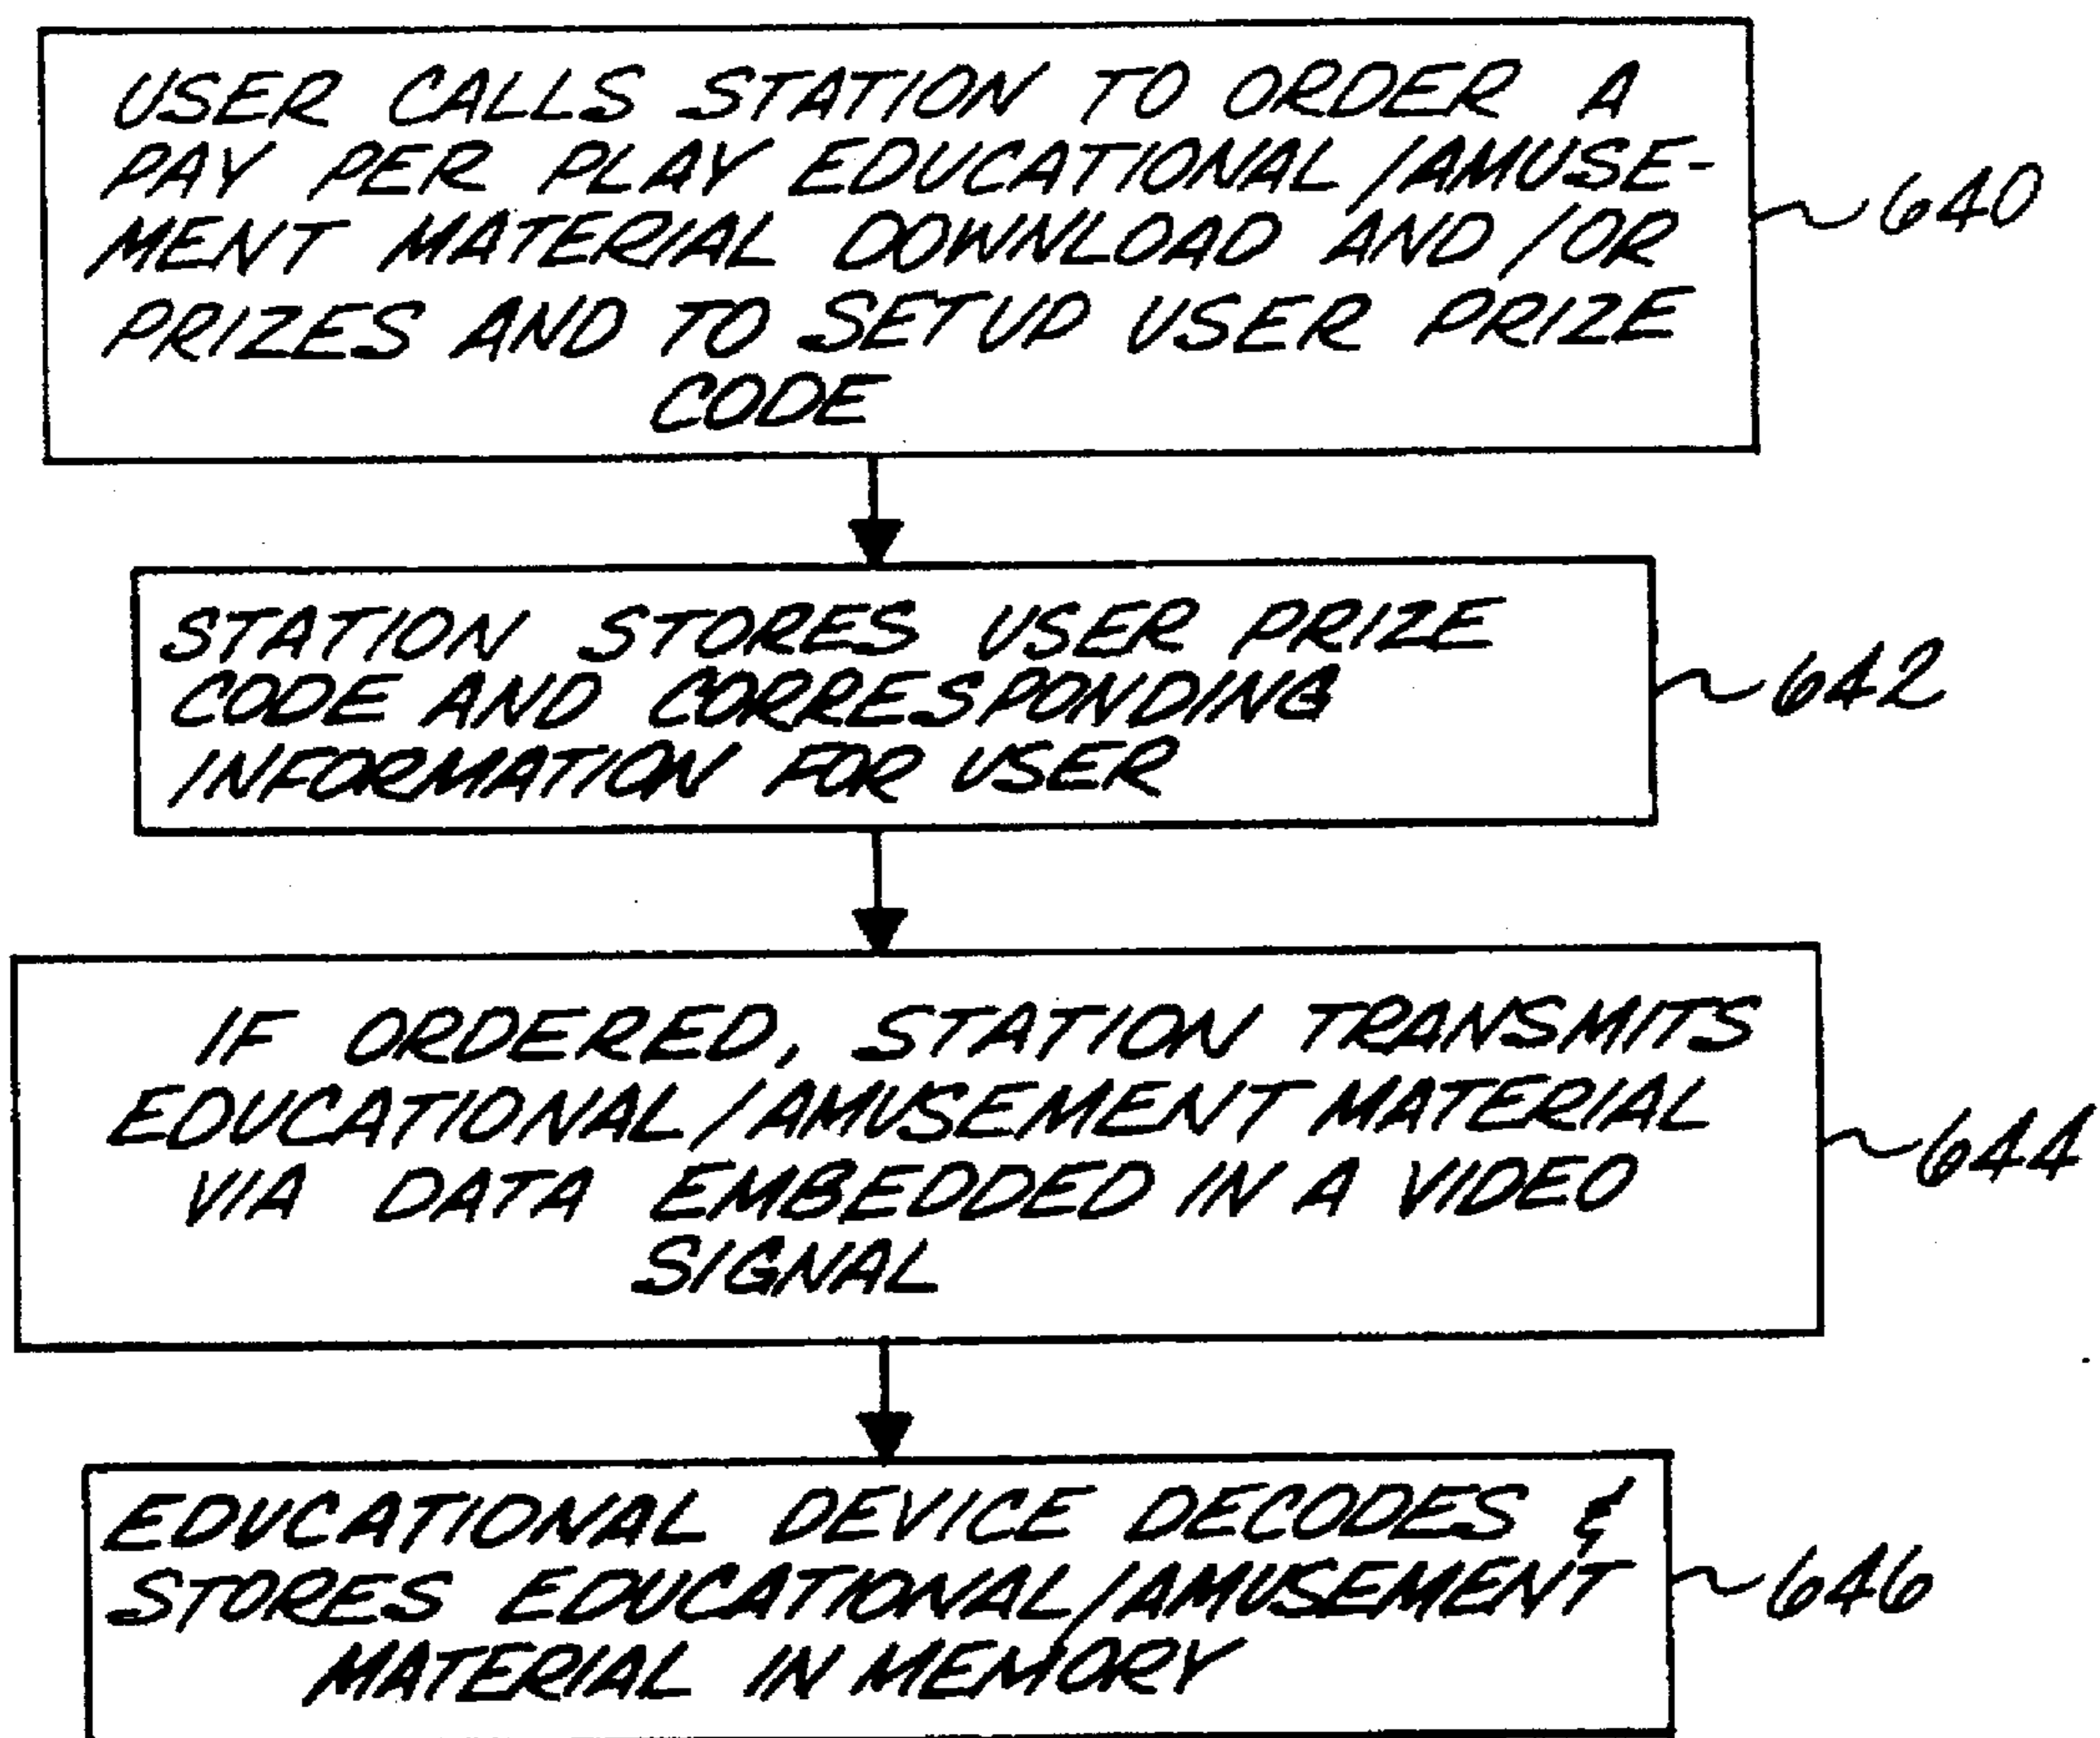 USER CALLS STATION TO ORDER A
PAY PER PLAY EDUCATIONAL/AMUSE-
MENT MATERIAL DOWNLOAD AND/OR
PRIZES AND TO SETUP USER PRIZE
CODE
640
STATION STORES USER PRIZE
CODE AND CORRESPONDING
INFORMATION FOR USER
642
IF ORDERED, STATION TRANSMITS
EDUCATIONAL/AMUSEMENT MATERIAL
VIA DATA EMBEDDED IN A VIDEO
SIGNAL
644
EDUCATIONAL DEVICE DECODES &
STORES EDUCATIONAL/AMUSEMENT
MATERIAL IN MEMORY
646